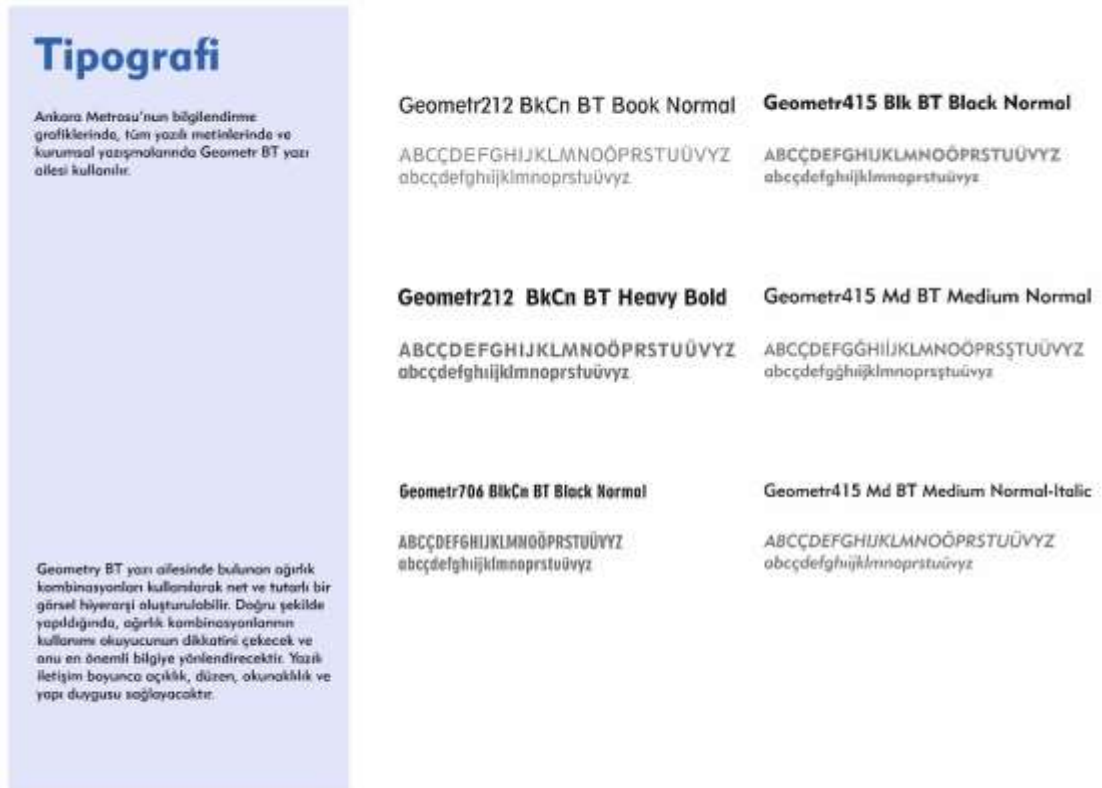 Tipografi
Ankara Metrosu'nun bilgilendirme
grafiklerinde, tüm yazılı metinlerinde ve
kurumsal yazışmalarında Geometr BT yazı
ailesi kullanılır.
Geometry BT yazı ailesinde bulunan ağırlık
kombinasyonları kullanılarak net ve tutarlı bir
görsel hiyerarşi oluşturulabilir. Doğru şekilde
yapıldığında, ağırlık kombinasyonlarının
kullanımı okuyucunun dikkatini çekecek ve
onu en önemli bilgiye yönlendirecektir. Yazılı
iletişim boyunca açıklık, düzen, okunaklılık ve
yapı duygusu sağlayacaktır.
Geometr212 BkCn BT Book Normal
ABCÇDEFGHIJKLMNOÖPRSTUÜVYZ
abcçdefghıijklmnoprstuüvyz
Geometr415 Blk BT Black Normal
ABCÇDEFGHIJKLMNOÖPRSTUÜVYZ
abcçdefghıijklmnoprstuüvyz
Geometr212 BkCn BT Heavy Bold
ABCÇDEFGHIJKLMNOÖPRSTUÜVYZ
abcçdefghıijklmnoprstuüvyz
Geometr415 Md BT Medium Normal
ABCÇDEFGĞHIİJKLMNOÖPRSŞTUÜVYZ
abcçdefgğhıijklmnoprsştuüvyz
Geometr706 BlkCn BT Black Normal
ABCÇDEFGHIJKLMNOÖPRSTUÜVYZ
abcçdefghıijklmnoprstuüvyz
Geometr415 Md BT Medium Normal-Italic
ABCÇDEFGHIJKLMNOÖPRSTUÜVYZ
abcçdefghıijklmnoprstuüvyz